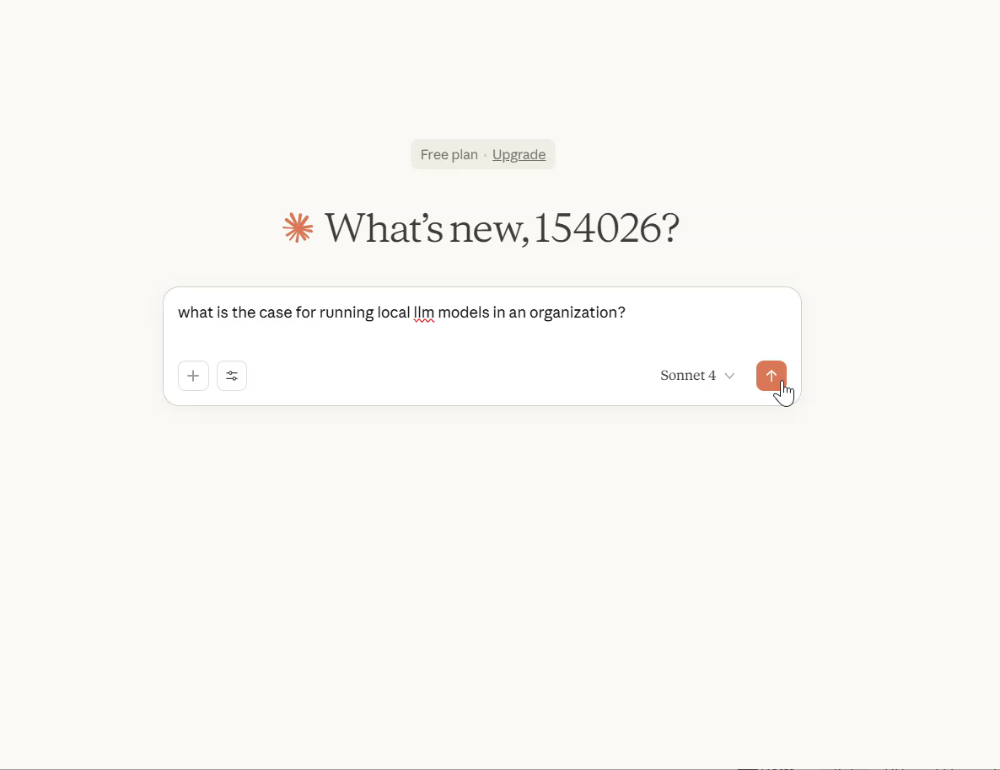 Free plan · Upgrade
What's new, 154026?
what is the case for running local llm models in an organization?
Sonnet 4